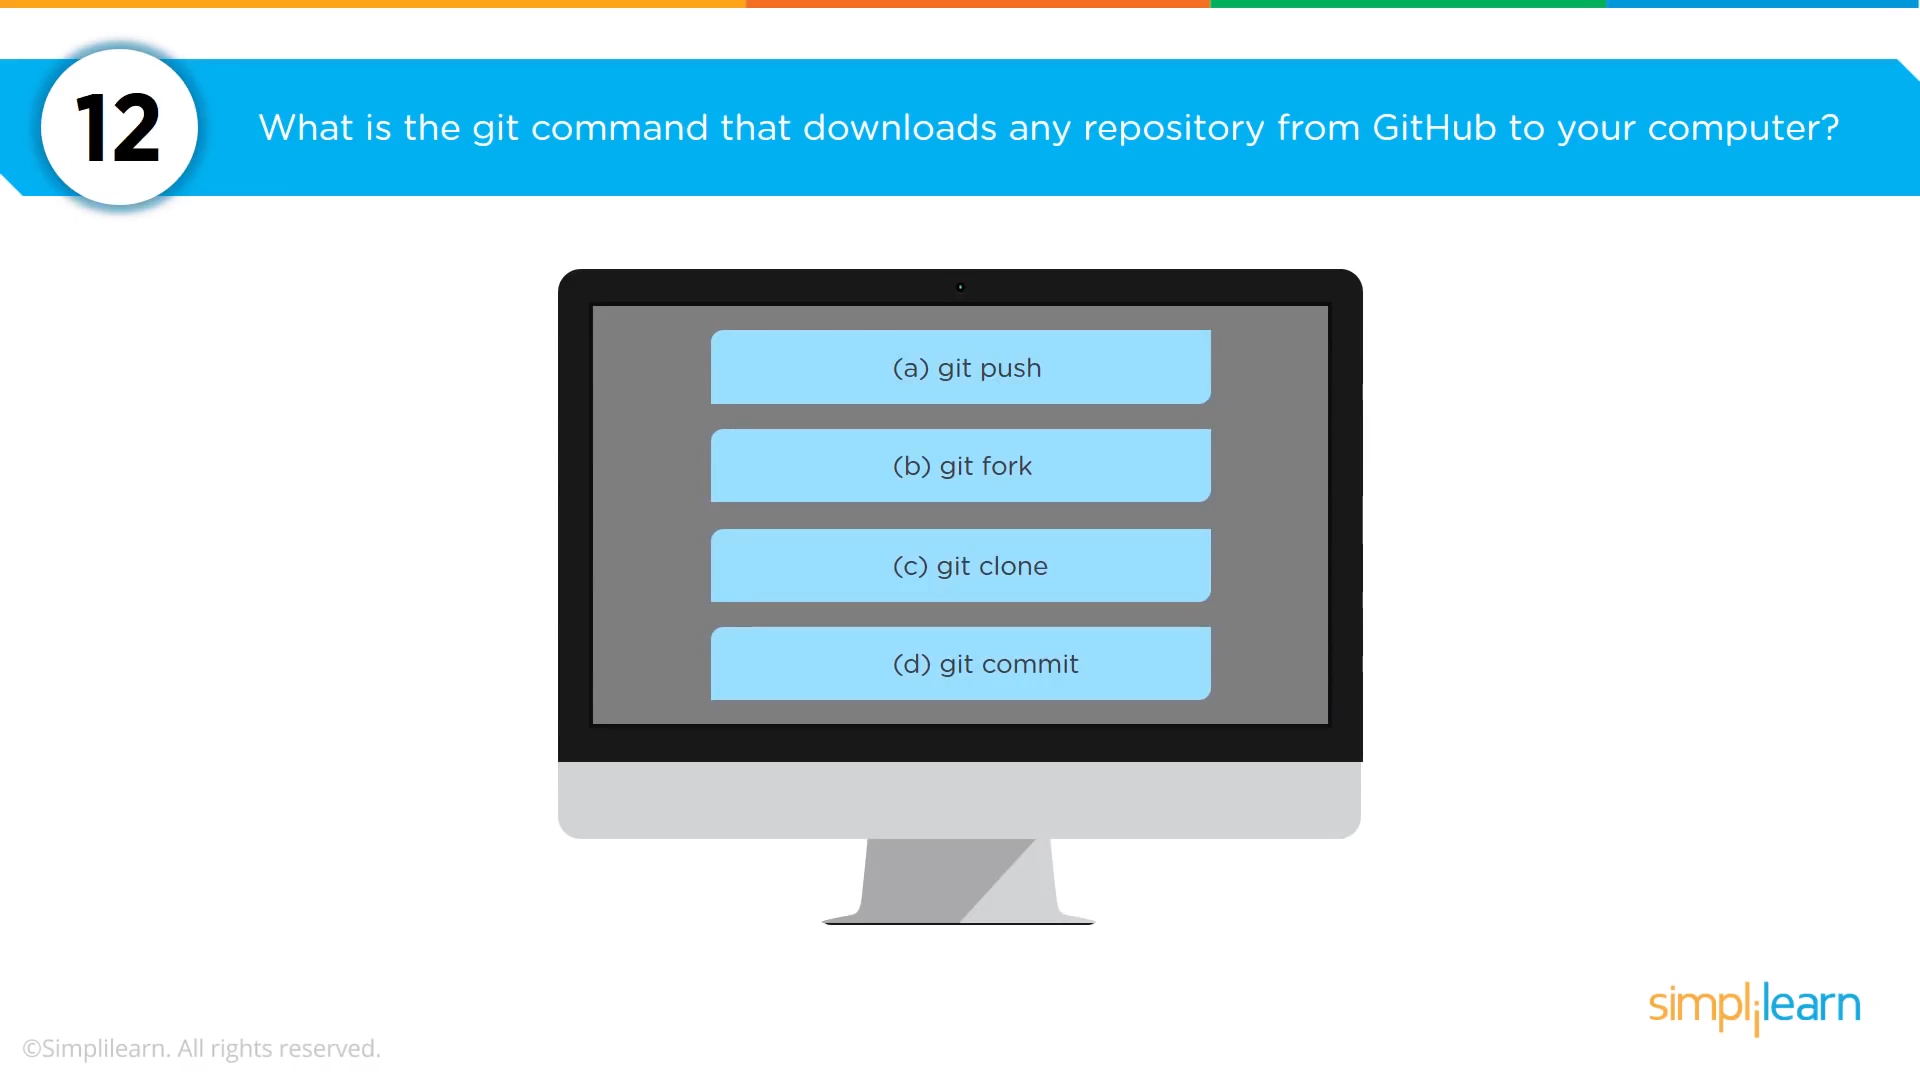 12
What is the git command that downloads any repository from GitHub to your computer?
(a) git push
(b) git fork
(c) git clone
(d) git commit
simplilearn
©Simplilearn. All rights reserved.